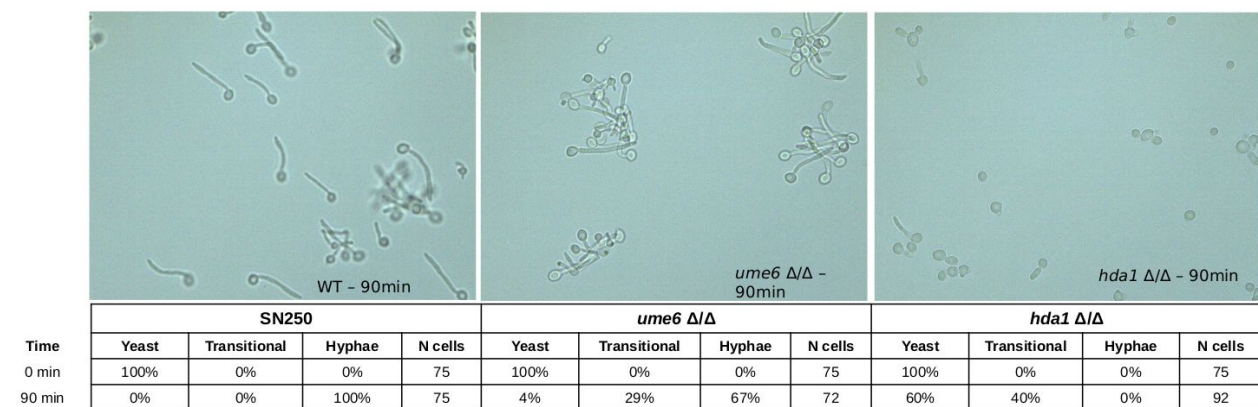 WT – 90min
ume6 Δ/Δ –
90min
hda1 Δ/Δ – 90min
SN250 ume6 Δ/Δ hda1 Δ/Δ
Time Yeast Transitional Hyphae N cells Yeast Transitional Hyphae N cells Yeast Transitional Hyphae N cells
0 min 100% 0% 0% 75 100% 0% 0% 75 100% 0% 0% 75
90 min 0% 0% 100% 75 4% 29% 67% 72 60% 40% 0% 92